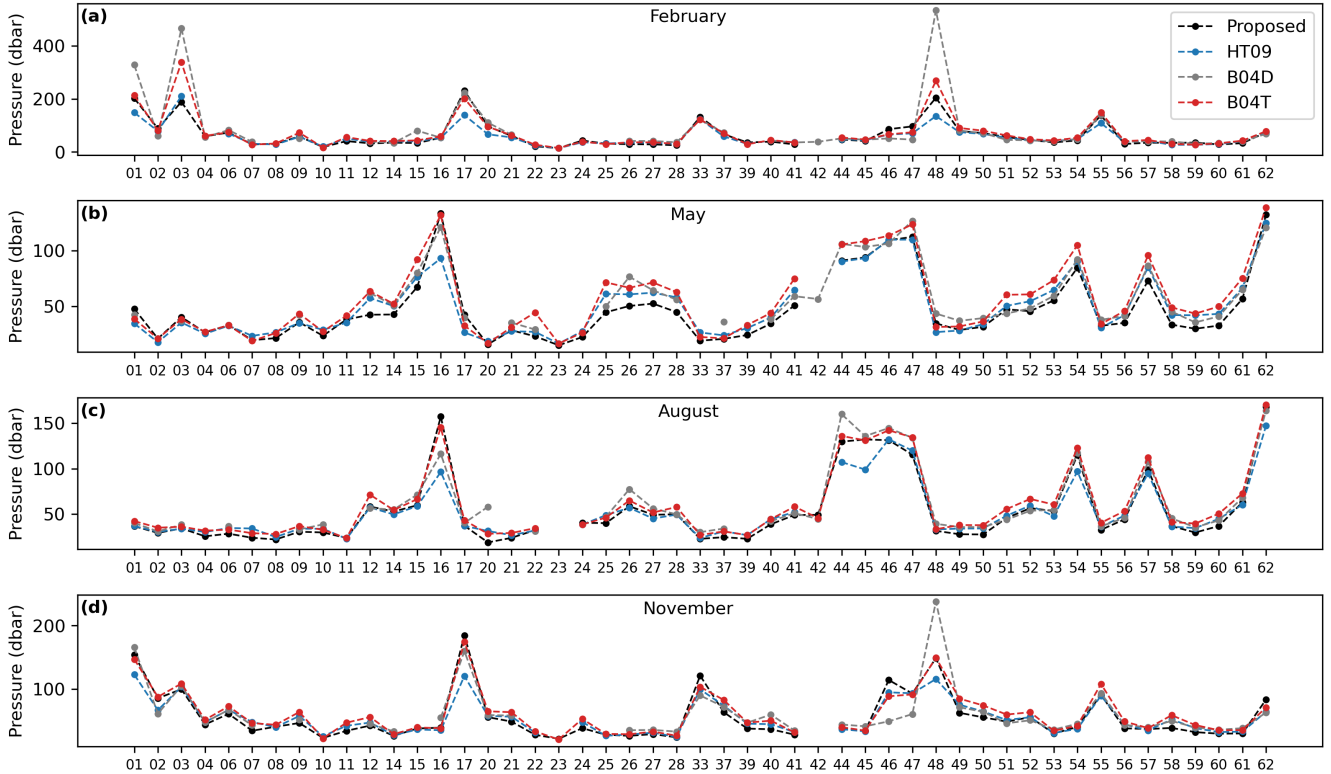 (a) February
Pressure (dbar)
400
200
0
Proposed
HT09
B04D
B04T
01 02 03 04 06 07 08 09 10 11 12 14 15 16 17 20 21 22 23 24 25 26 27 28 33 37 39 40 41 42 44 45 46 47 48 49 50 51 52 53 54 55 56 57 58 59 60 61 62
(b) May
Pressure (dbar)
100
50
01 02 03 04 06 07 08 09 10 11 12 14 15 16 17 20 21 22 23 24 25 26 27 28 33 37 39 40 41 42 44 45 46 47 48 49 50 51 52 53 54 55 56 57 58 59 60 61 62
(c) August
Pressure (dbar)
150
100
50
01 02 03 04 06 07 08 09 10 11 12 14 15 16 17 20 21 22 23 24 25 26 27 28 33 37 39 40 41 42 44 45 46 47 48 49 50 51 52 53 54 55 56 57 58 59 60 61 62
(d) November
Pressure (dbar)
200
100
01 02 03 04 06 07 08 09 10 11 12 14 15 16 17 20 21 22 23 24 25 26 27 28 33 37 39 40 41 42 44 45 46 47 48 49 50 51 52 53 54 55 56 57 58 59 60 61 62